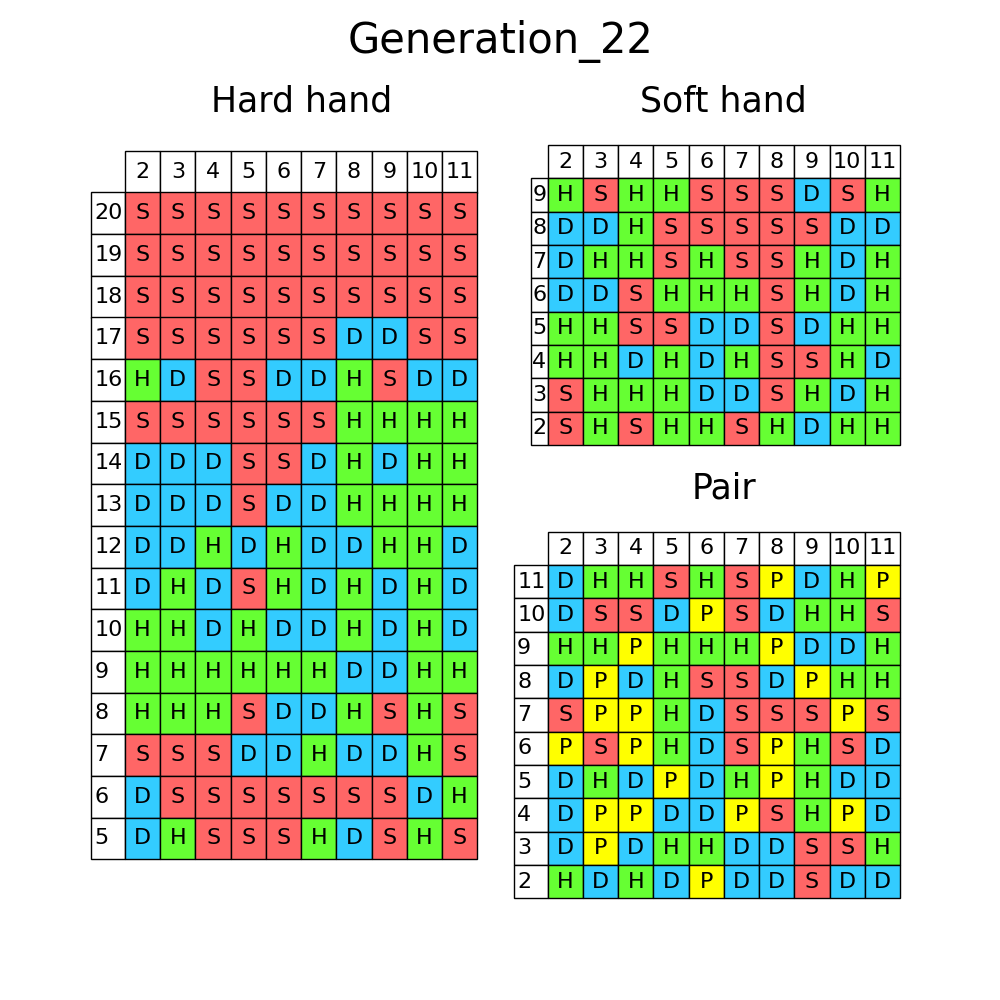 Generation_22
Hard hand
2 3 4 5 6 7 8 9 10 11
20 S S S S S S S S S S
19 S S S S S S S S S S
18 S S S S S S S S S S
17 S S S S S S D D S S
16 H D S S D D H S D D
15 S S S S S S H H H H
14 D D D S S D H D H H
13 D D D S D D H H H H
12 D D H D H D D H H D
11 D H D S H D H D H D
10 H H D H D D H D H D
9 H H H H H H D D H H
8 H H H S D D H S H S
7 S S S D D H D D H S
6 D S S S S S S S D H
5 D H S S S H D S H S
Soft hand
2 3 4 5 6 7 8 9 10 11
9 H S H H S S S D S H
8 D D H S S S S S D D
7 D H H S H S S H D H
6 D D S H H H S H D H
5 H H S S D D S D H H
4 H H D H D H S S H D
3 S H H H D D S H D H
2 S H S H H S H D H H
Pair
2 3 4 5 6 7 8 9 10 11
11 D H H S H S P D H P
10 D S S D P S D H H S
9 H H P H H H P D D H
8 D P D H S S D P H H
7 S P P H D S S S P S
6 P S P H D S P H S D
5 D H D P D H P H D D
4 D P P D D P S H P D
3 D P D H H D D S S H
2 H D H D P D D S D D